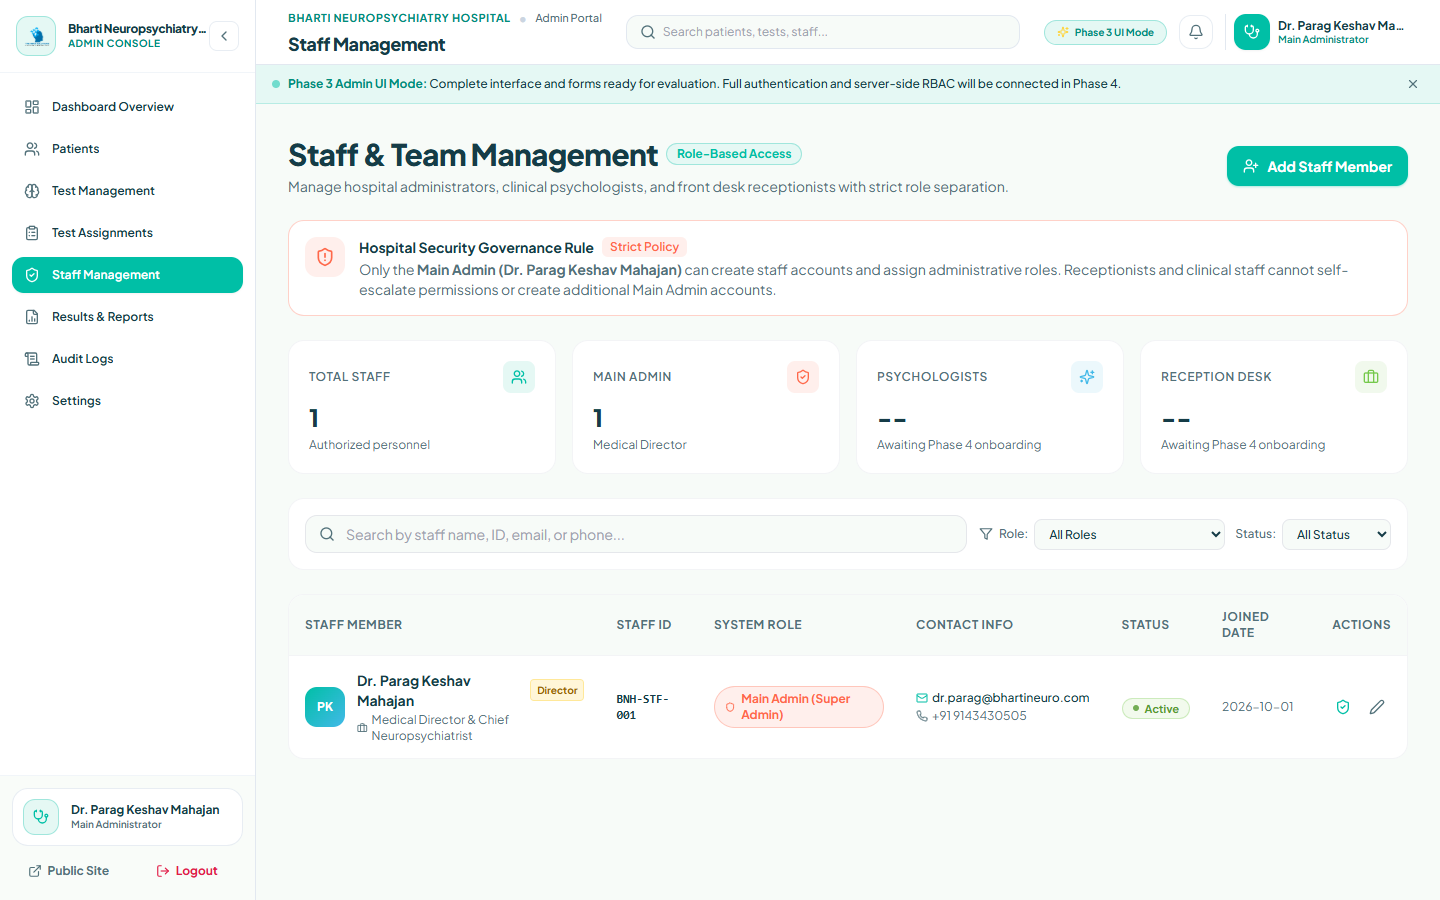 Bharti Neuropsychiatry...
ADMIN CONSOLE
Dashboard Overview
Patients
Test Management
Test Assignments
Staff Management
Results & Reports
Audit Logs
Settings
Dr. Parag Keshav Mahajan
Main Administrator
Public Site
Logout
BHARTI NEUROPSYCHIATRY HOSPITAL
Admin Portal
Staff Management
Search patients, tests, staff...
Phase 3 UI Mode
Dr. Parag Keshav Ma...
Main Administrator
Phase 3 Admin UI Mode: Complete interface and forms ready for evaluation. Full authentication and server-side RBAC will be connected in Phase 4.
Staff & Team Management
Role-Based Access
Manage hospital administrators, clinical psychologists, and front desk receptionists with strict role separation.
Add Staff Member
Hospital Security Governance Rule
Strict Policy
Only the Main Admin (Dr. Parag Keshav Mahajan) can create staff accounts and assign administrative roles. Receptionists and clinical staff cannot self-
escalate permissions or create additional Main Admin accounts.
TOTAL STAFF
1
Authorized personnel
MAIN ADMIN
1
Medical Director
PSYCHOLOGISTS
--
Awaiting Phase 4 onboarding
RECEPTION DESK
--
Awaiting Phase 4 onboarding
Search by staff name, ID, email, or phone...
Role:
All Roles
Status:
All Status
STAFF MEMBER
STAFF ID
SYSTEM ROLE
CONTACT INFO
STATUS
JOINED
DATE
ACTIONS
PK
Dr. Parag Keshav
Mahajan
Director
Medical Director & Chief
Neuropsychiatrist
BNH-STF-
001
Main Admin (Super
Admin)
dr.parag@bhartineuro.com
+91 9143430505
Active
2026-10-01